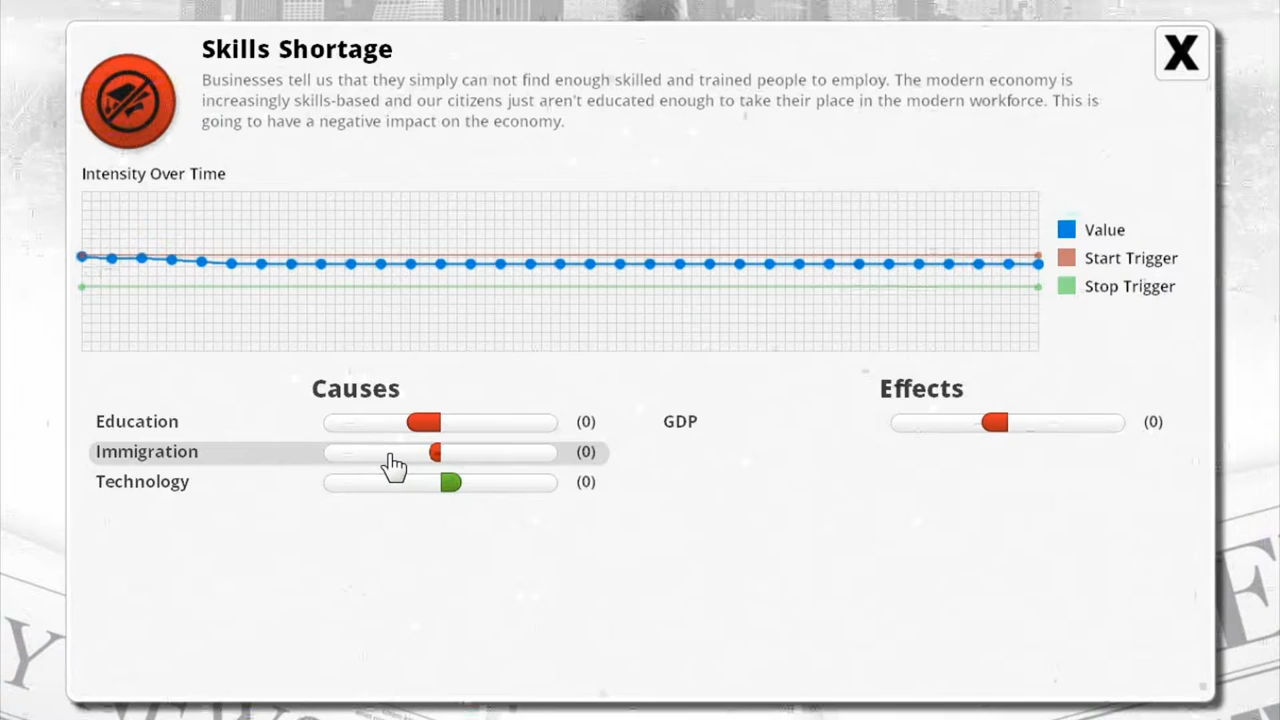 Skills Shortage
X
Businesses tell us that they simply cannot find enough skilled and trained people to employ. The modern economy is
increasingly skills-based and our citizens just aren't educated enough to take their place in the modern workforce. This is
going to have a negative impact on the economy.
Intensity Over Time
Value
Start Trigger
Stop Trigger
Causes
Effects
Education (0)
GDP (0)
Immigration (0)
Technology (0)